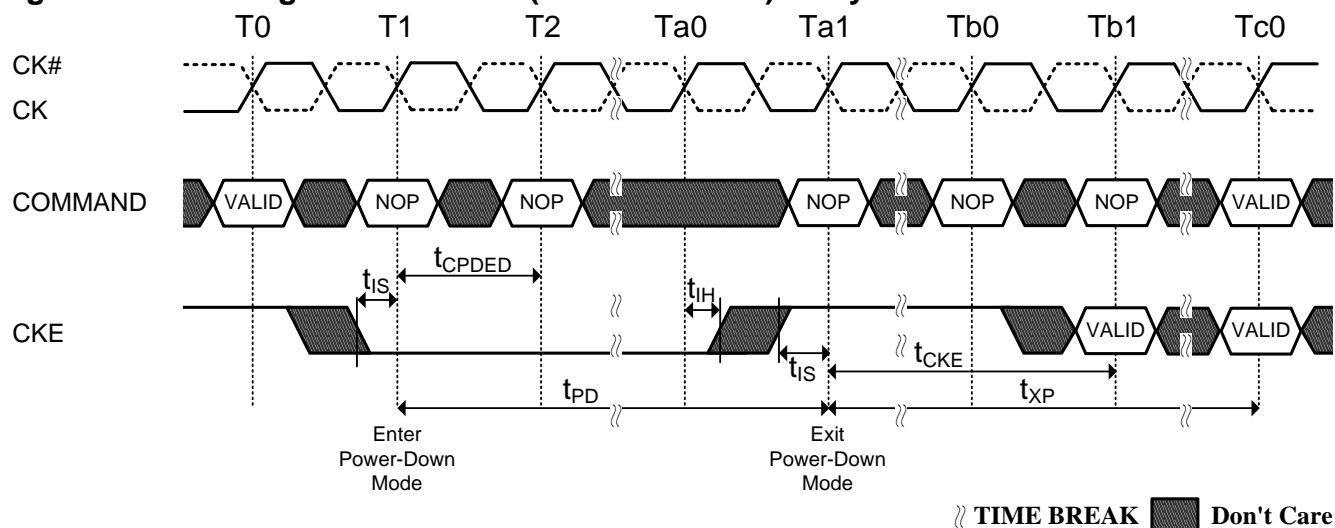 T0 T1 T2 Ta0 Ta1 Tb0 Tb1 Tc0
CK#
CK
COMMAND VALID NOP NOP NOP NOP NOP VALID
tIS tCPDED tIH
CKE VALID VALID
tIS tCKE
tPD tXP
Enter Power-Down Mode
Exit Power-Down Mode
TIME BREAK Don't Care